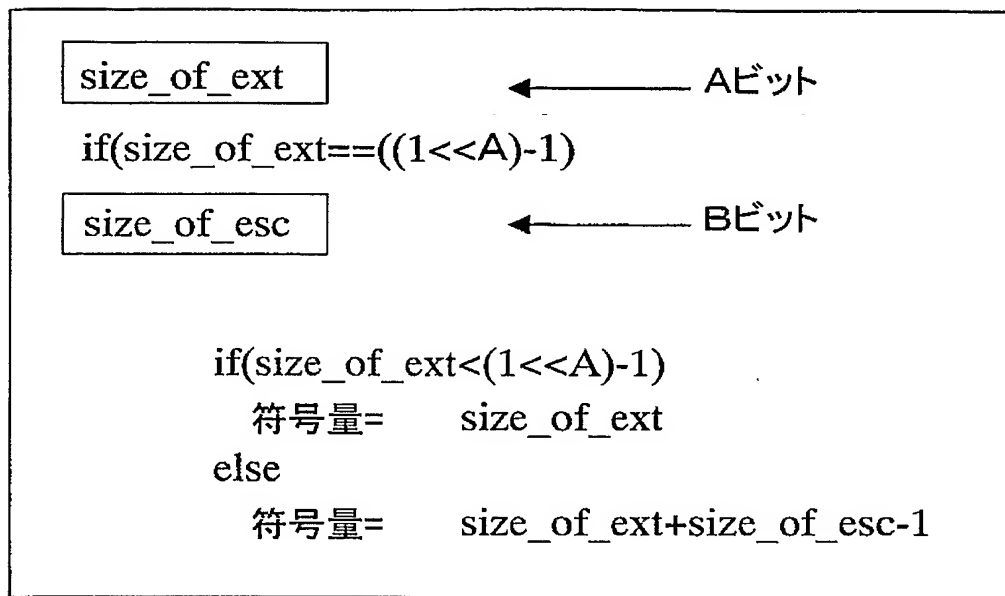 size_of_ext ← Aビット
if(size_of_ext==((1<<A)-1)
size_of_esc ← Bビット
if(size_of_ext<(1<<A)-1)
符号量= size_of_ext
else
符号量= size_of_ext+size_of_esc-1